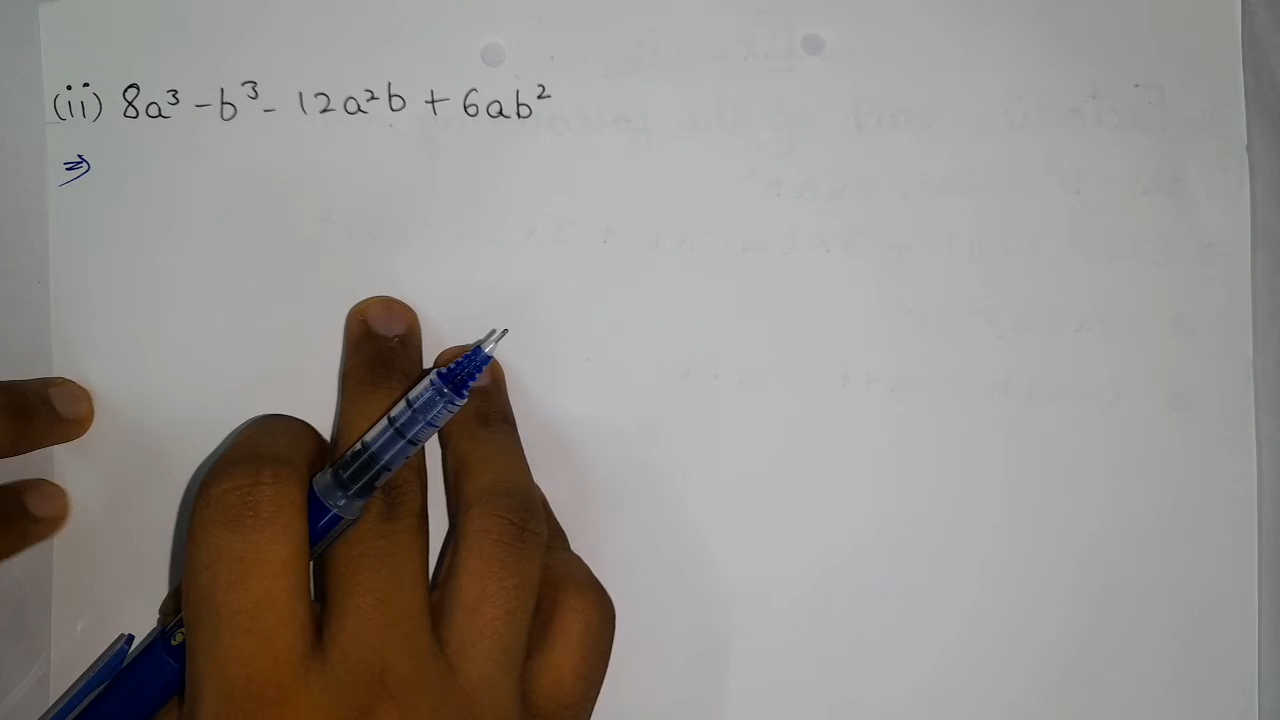 (ii) 8a³ - b³ - 12a²b + 6ab²
⇒